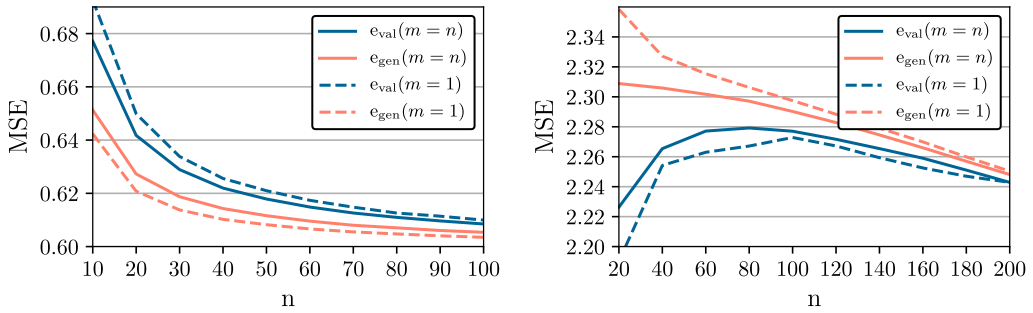 0.68
0.66
0.64
0.62
0.60
MSE
10 20 30 40 50 60 70 80 90 100
n
e_val(m = n)
e_gen(m = n)
e_val(m = 1)
e_gen(m = 1)
2.34
2.32
2.30
2.28
2.26
2.24
2.22
2.20
MSE
20 40 60 80 100 120 140 160 180 200
n
e_val(m = n)
e_gen(m = n)
e_val(m = 1)
e_gen(m = 1)